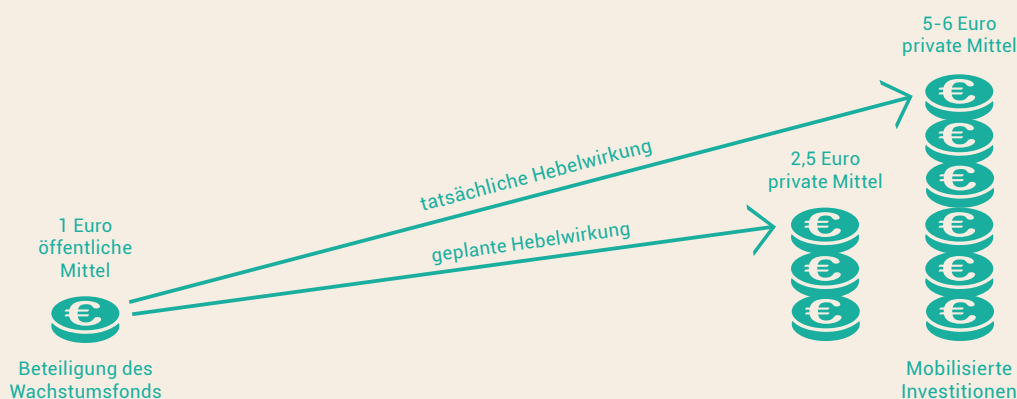 5-6 Euro
private Mittel
tatsächliche Hebelwirkung
2,5 Euro
private Mittel
1 Euro
öffentliche
Mittel
geplante Hebelwirkung
Beteiligung des
Wachstumsfonds
Mobilisierte
Investitionen